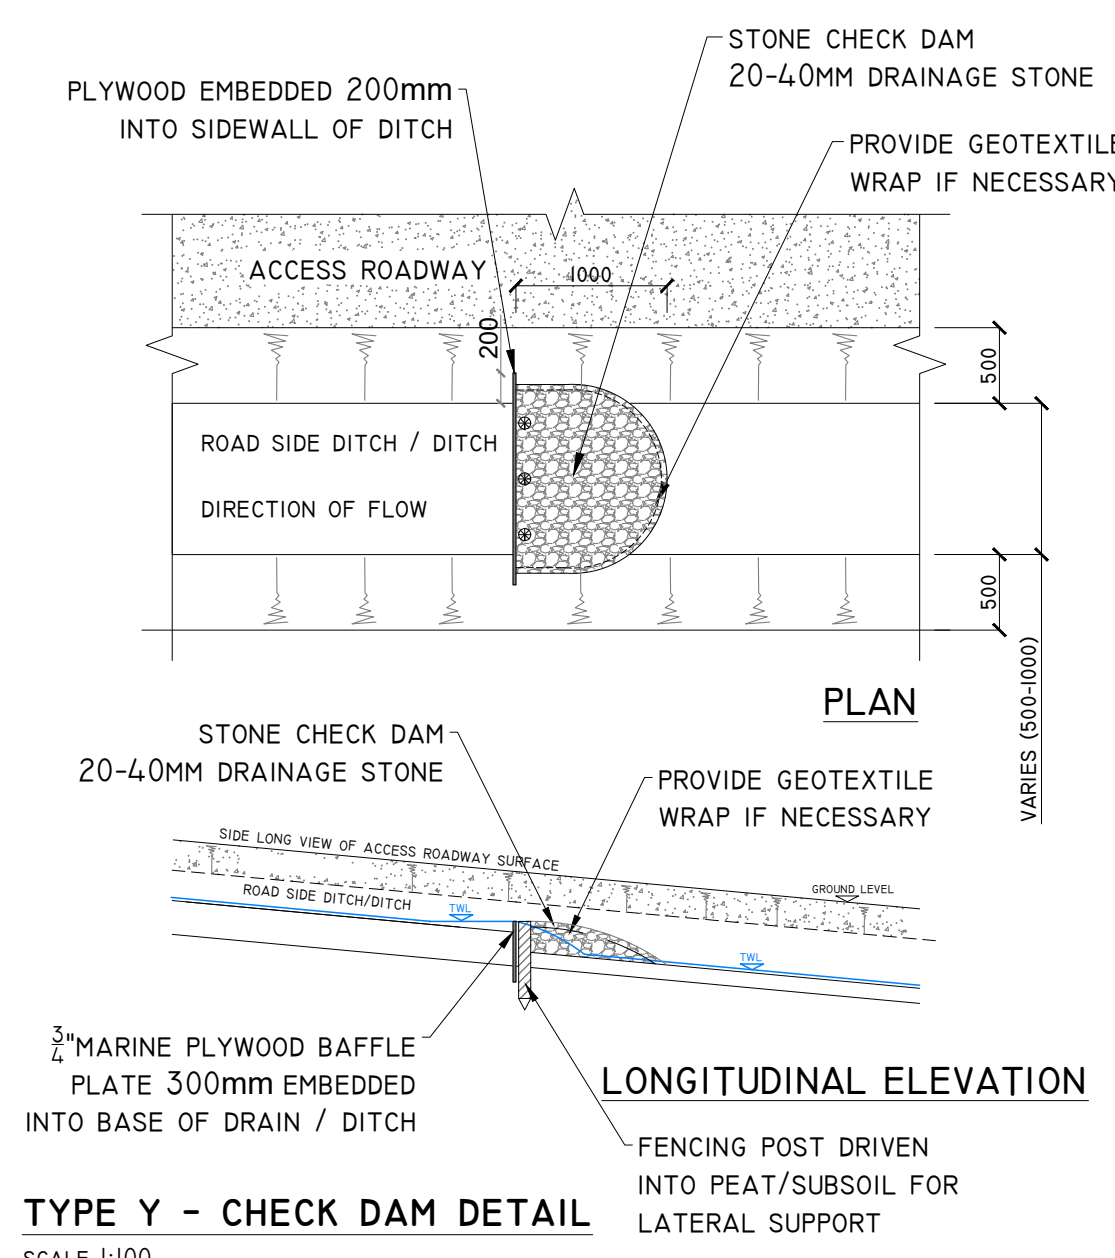 STONE CHECK DAM
20-40MM DRAINAGE STONE
PLYWOOD EMBEDDED 200mm
INTO SIDEWALL OF DITCH
PROVIDE GEOTEXTILE
WRAP IF NECESSARY
ACCESS ROADWAY
1000
200
500
ROAD SIDE DITCH / DITCH
DIRECTION OF FLOW
500
VARIES (500-1000)
PLAN
STONE CHECK DAM
20-40MM DRAINAGE STONE
PROVIDE GEOTEXTILE
WRAP IF NECESSARY
SIDE LONG VIEW OF ACCESS ROADWAY SURFACE
GROUND LEVEL
ROAD SIDE DITCH/DITCH
TWL
TWL
3/4"MARINE PLYWOOD BAFFLE
PLATE 300mm EMBEDDED
INTO BASE OF DRAIN / DITCH
LONGITUDINAL ELEVATION
FENCING POST DRIVEN
INTO PEAT/SUBSOIL FOR
LATERAL SUPPORT
TYPE Y - CHECK DAM DETAIL
SCALE 1:100